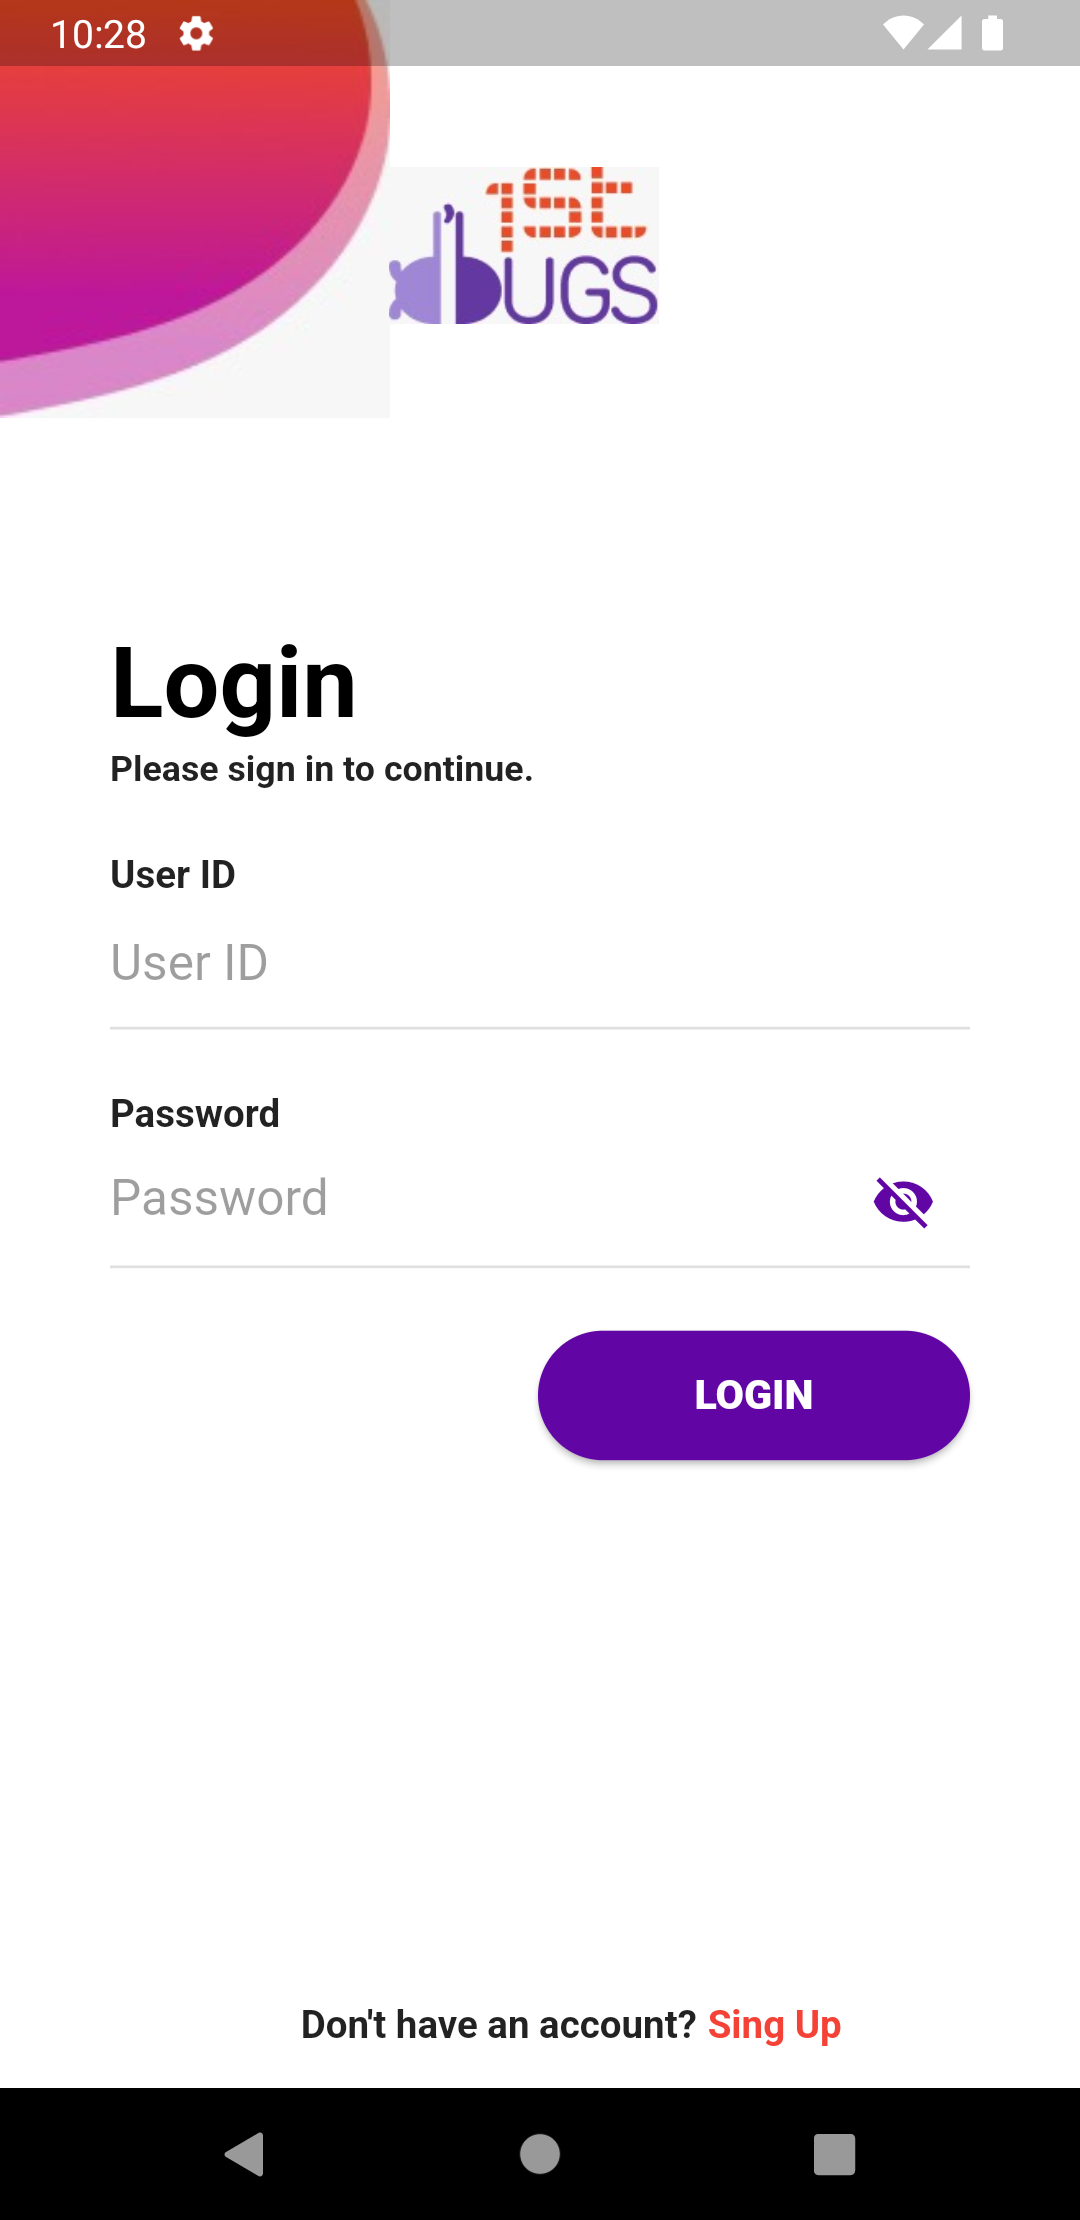 10:28
1St
d'bUGS
Login
Please sign in to continue.
User ID
User ID
Password
Password
LOGIN
Don't have an account? Sing Up